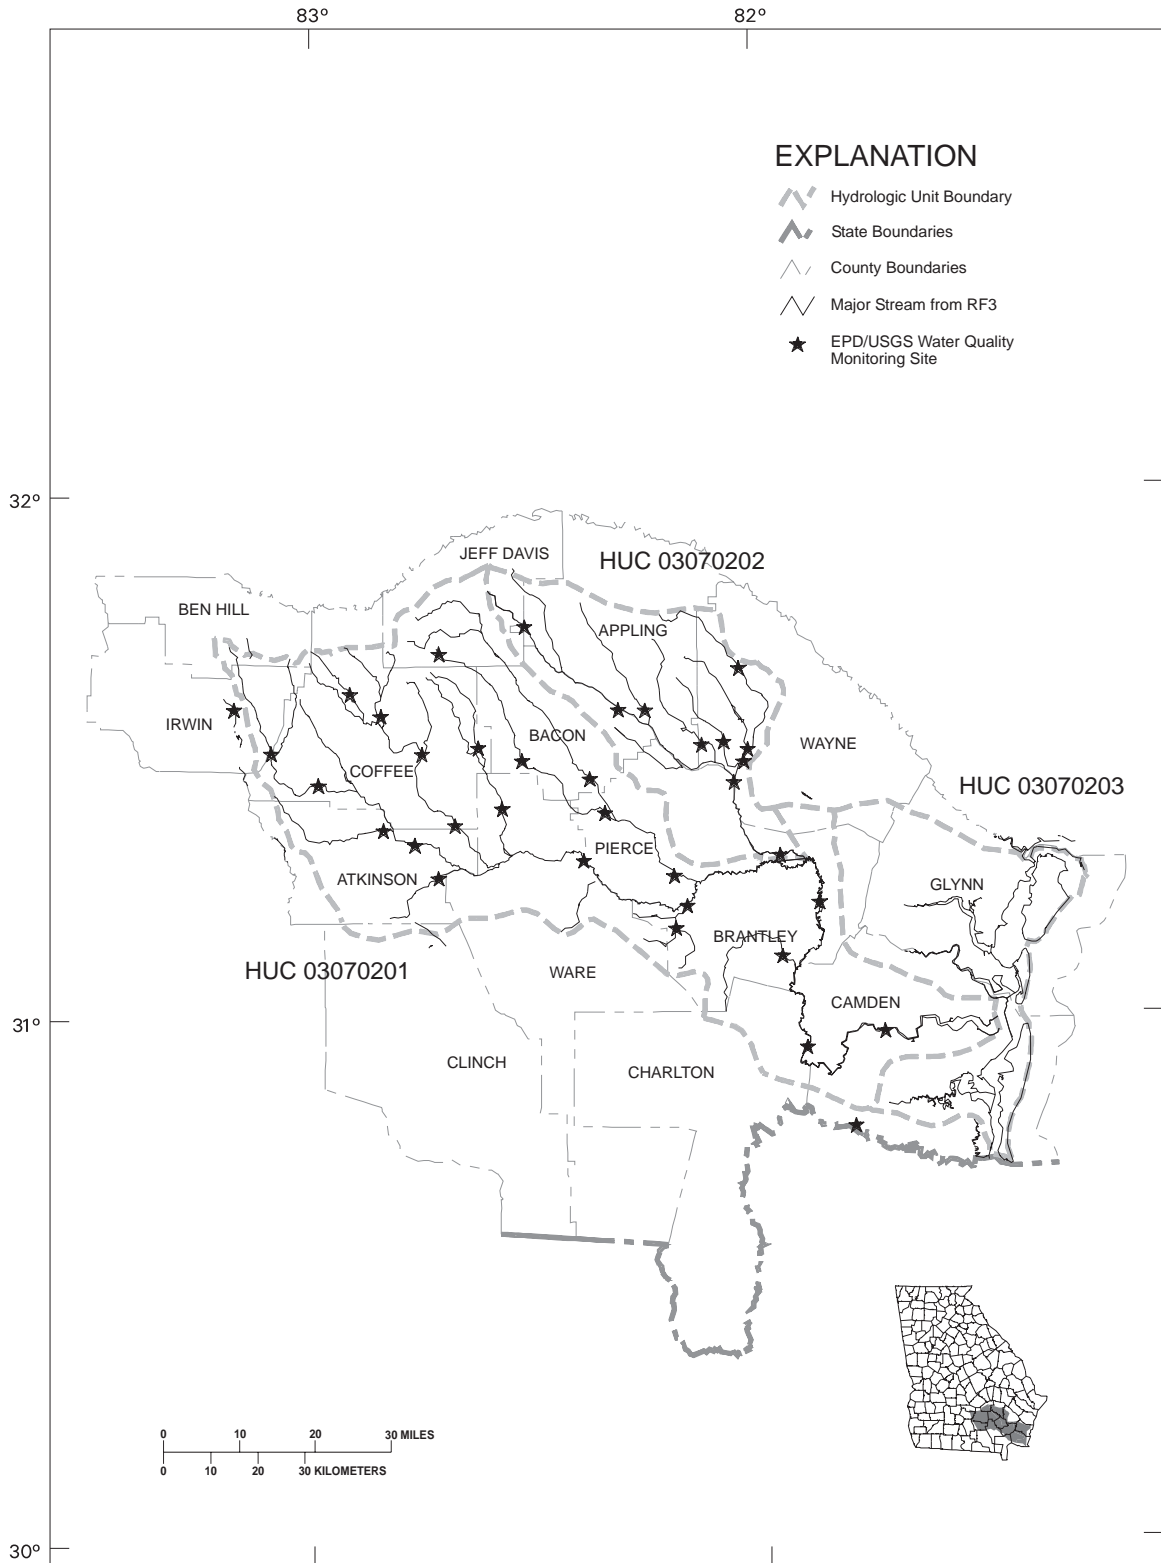 83°
82°
EXPLANATION
Hydrologic Unit Boundary
State Boundaries
County Boundaries
Major Stream from RF3
EPD/USGS Water Quality
Monitoring Site
32°
JEFF DAVIS
HUC 03070202
BEN HILL
APPLING
IRWIN
BACON
WAYNE
COFFEE
HUC 03070203
PIERCE
ATKINSON
GLYNN
BRANTLEY
HUC 03070201
WARE
CAMDEN
31°
CLINCH
CHARLTON
0 10 20 30 MILES
0 10 20 30 KILOMETERS
30°